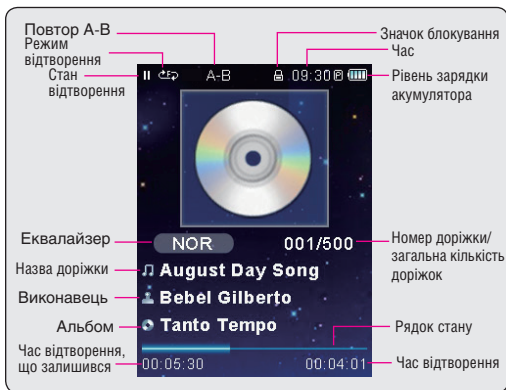 Повтор A-B
Режим
відтворення
Стан
відтворення
Значок блокування
Час
Рівень зарядки
акумулятора
A-B
09:30
NOR
001/500
August Day Song
Bebel Gilberto
Tanto Tempo
00:05:30
00:04:01
Еквалайзер
Назва доріжки
Виконавець
Альбом
Час відтворення,
що залишився
Номер доріжки/
загальна кількість
доріжок
Рядок стану
Час відтворення